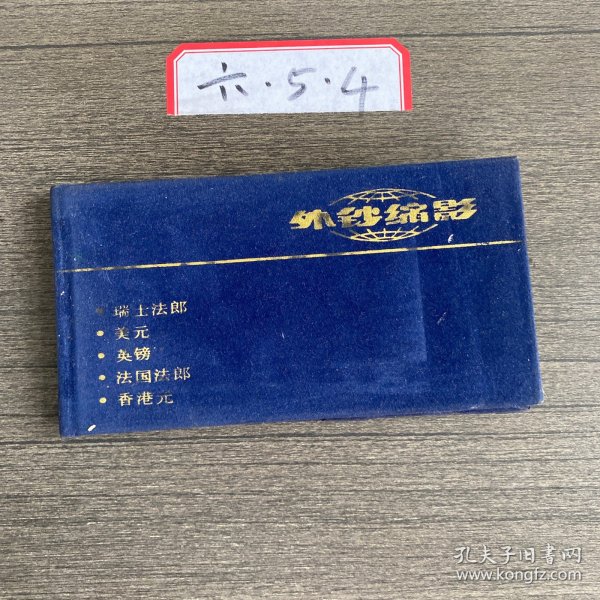 六.5.4
外钞缩影
瑞士法郎
美元
英镑
法国法郎
香港元
孔夫子旧书网
www.kongfz.com